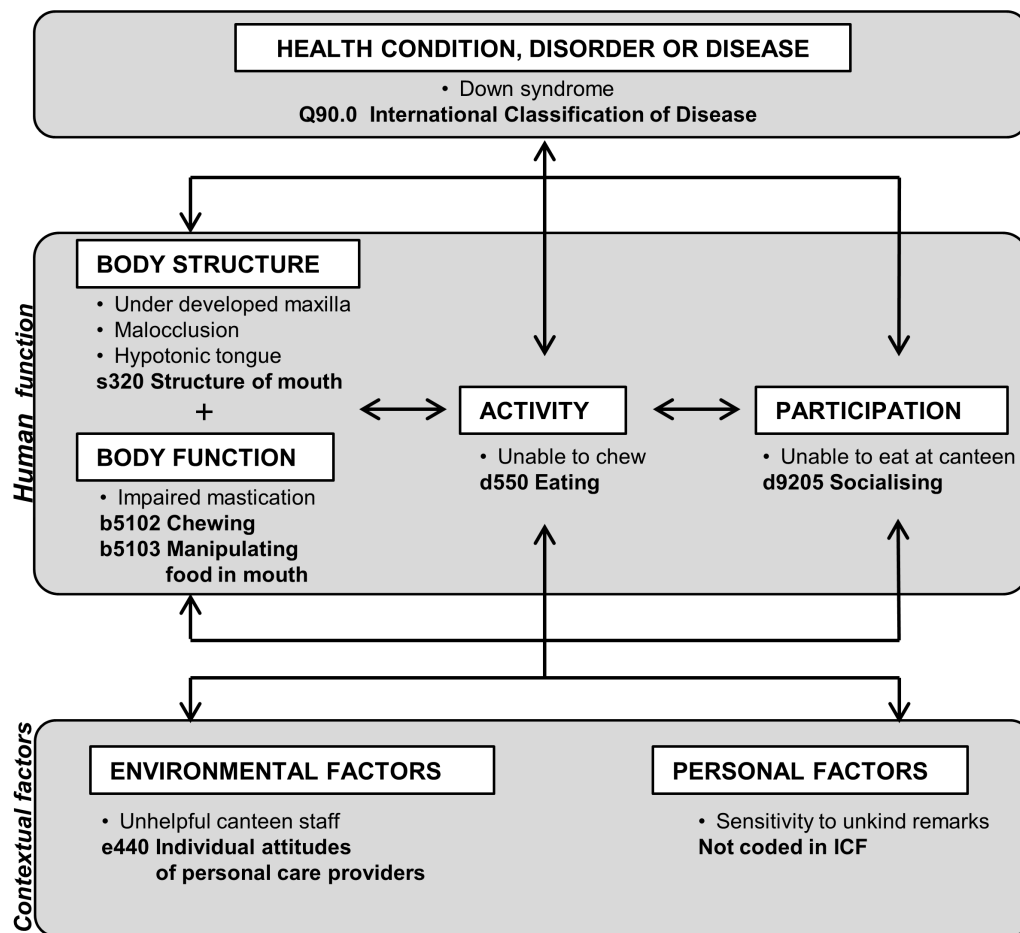 HEALTH CONDITION, DISORDER OR DISEASE
• Down syndrome
Q90.0 International Classification of Disease
Human function
BODY STRUCTURE
• Under developed maxilla
• Malocclusion
• Hypotonic tongue
s320 Structure of mouth
+
BODY FUNCTION
• Impaired mastication
b5102 Chewing
b5103 Manipulating
food in mouth
ACTIVITY
• Unable to chew
d550 Eating
PARTICIPATION
• Unable to eat at canteen
d9205 Socialising
Contextual factors
ENVIRONMENTAL FACTORS
• Unhelpful canteen staff
e440 Individual attitudes
of personal care providers
PERSONAL FACTORS
• Sensitivity to unkind remarks
Not coded in ICF